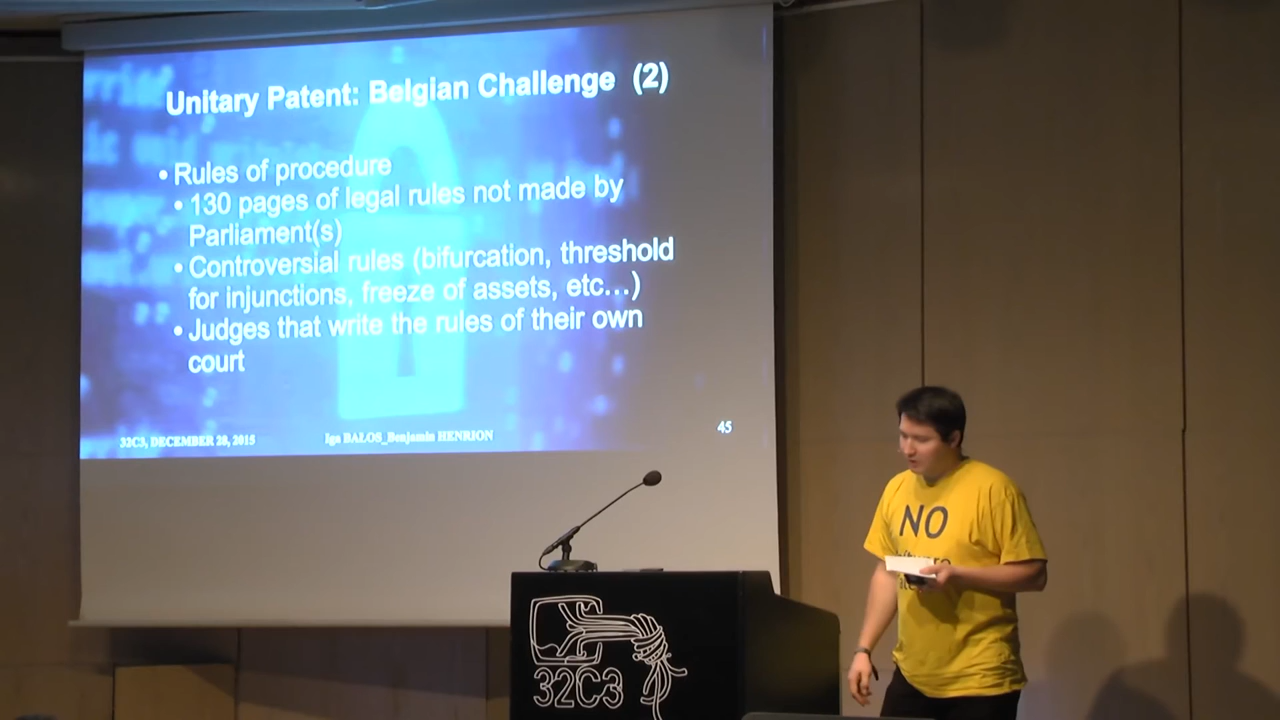 Unitary Patent: Belgian Challenge (2)
• Rules of procedure
• 130 pages of legal rules not made by
Parliament(s)
• Controversial rules (bifurcation, threshold
for injunctions, freeze of assets, etc...)
• Judges that write the rules of their own
court
32C3, DECEMBER 28, 2015
Iga BAŁOS_Benjamin HENRION
45
NO
32C3